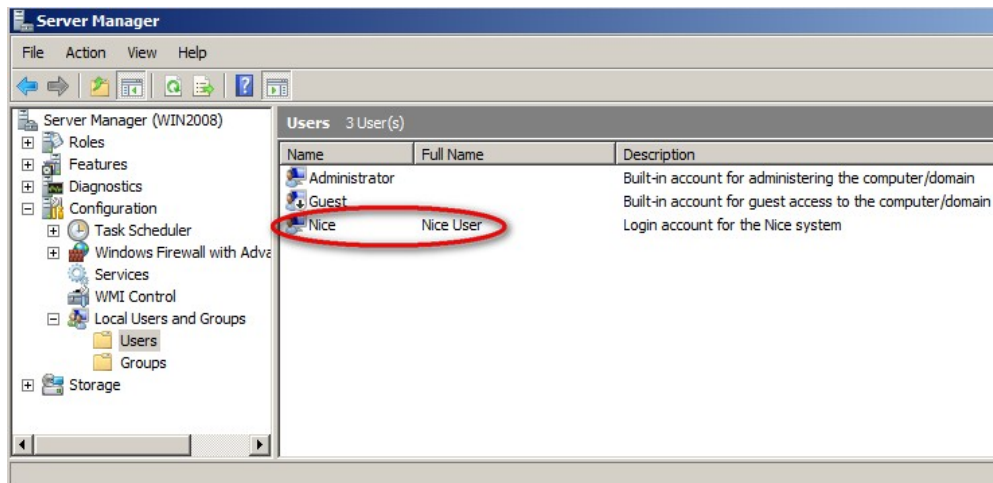 Server Manager
File Action View Help
Server Manager (WIN2008)
Roles
Features
Diagnostics
Configuration
Task Scheduler
Windows Firewall with Adva
Services
WMI Control
Local Users and Groups
Users
Groups
Storage
Users 3 User(s)
Name Full Name Description
Administrator Built-in account for administering the computer/domain
Guest Built-in account for guest access to the computer/domain
Nice Nice User Login account for the Nice system